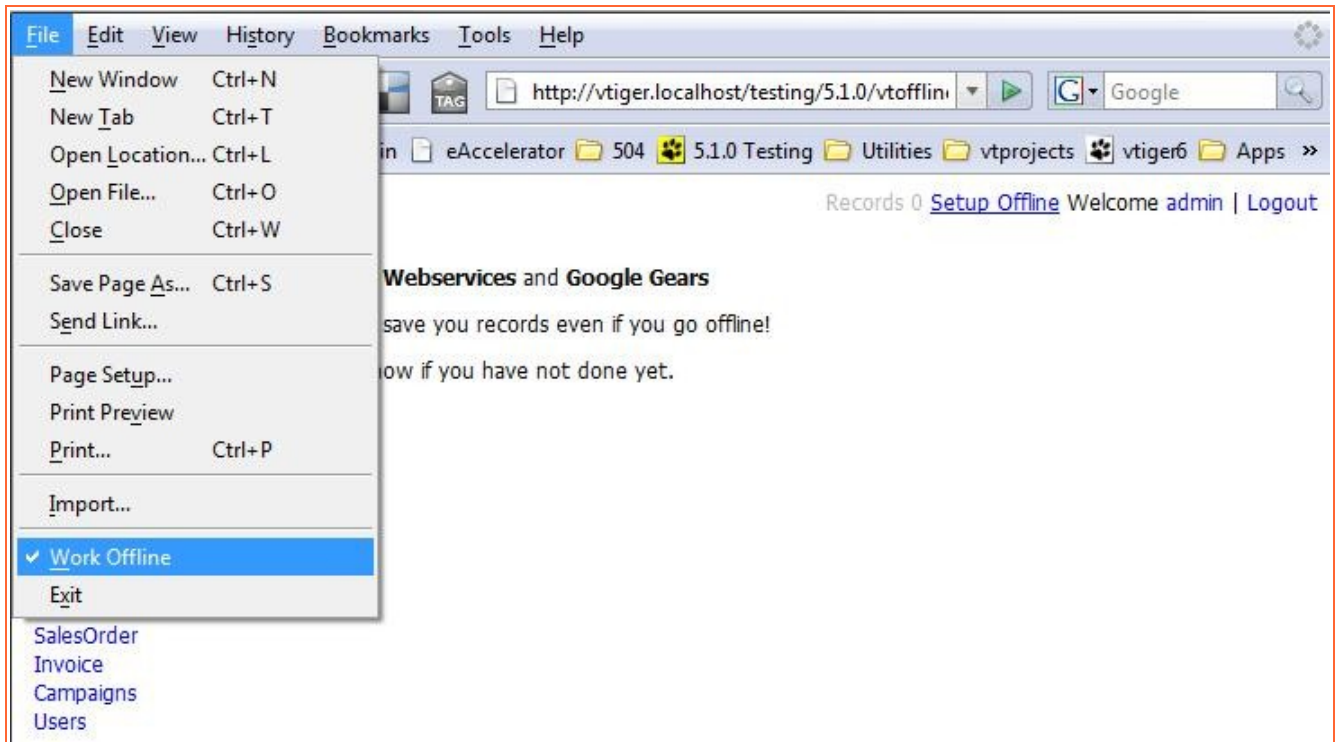 File Edit View History Bookmarks Tools Help
New Window Ctrl+N
New Tab Ctrl+T
Open Location... Ctrl+L
Open File... Ctrl+O
Close Ctrl+W
Save Page As... Ctrl+S
Send Link...
Page Setup...
Print Preview
Print... Ctrl+P
Import...
Work Offline
Exit
TAG http://vtiger.localhost/testing/5.1.0/vtofflin G Google
in eAccelerator 504 5.1.0 Testing Utilities vtprojects vtiger6 Apps »
Records 0 Setup Offline Welcome admin | Logout
Webservices and Google Gears
save you records even if you go offline!
if you have not done yet.
SalesOrder
Invoice
Campaigns
Users